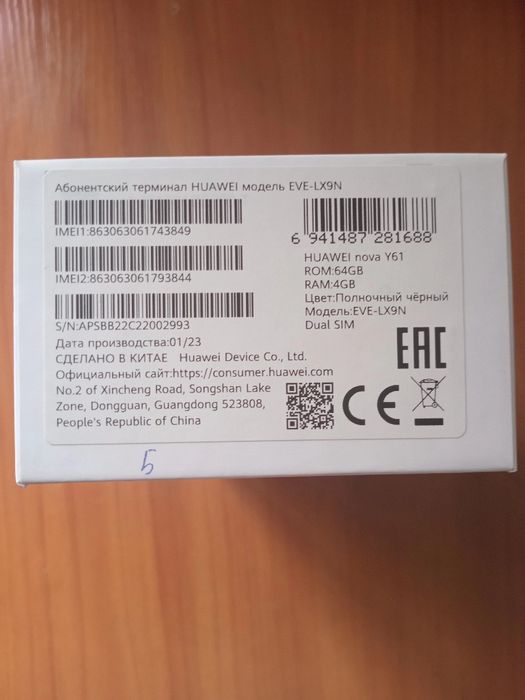 Абонентский терминал HUAWEI модель EVE-LX9N
IMEI1:863063061743849
IMEI2:863063061793844
S/N:APSBB22C22002993
Дата производства:01/23
СДЕЛАНО В КИТАЕ Huawei Device Co., Ltd.
Официальный сайт:https://consumer.huawei.com
No.2 of Xincheng Road, Songshan Lake
Zone, Dongguan, Guangdong 523808,
People's Republic of China
6 941487 281688
HUAWEI nova Y61
ROM:64GB
RAM:4GB
Цвет:Полночный чёрный
Модель:EVE-LX9N
Dual SIM
EAC
CE
5